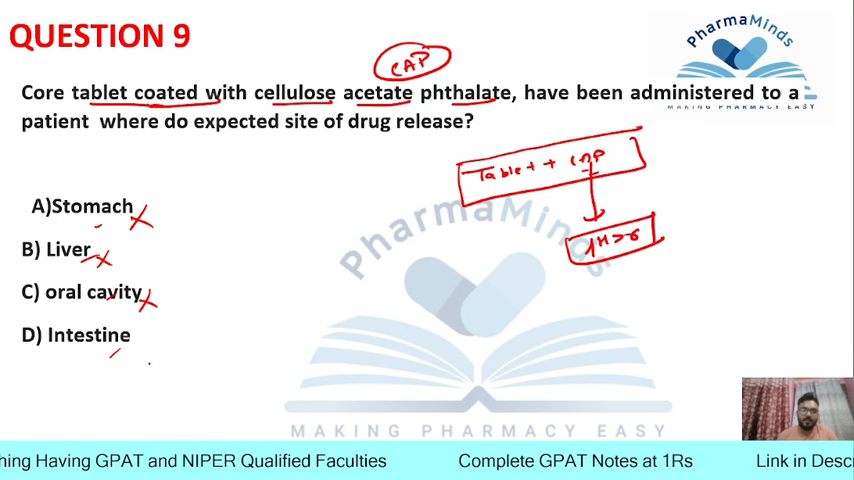 QUESTION 9
PharmaMinds
MAKING PHARMACY EASY
CAP
Core tablet coated with cellulose acetate phthalate, have been administered to a
patient where do expected site of drug release?
Tablet + CAP
PH > 6
A)Stomach
B) Liver
C) oral cavity
D) Intestine
PharmaMinds
MAKING PHARMACY EASY
hing Having GPAT and NIPER Qualified Faculties Complete GPAT Notes at 1Rs Link in Descr